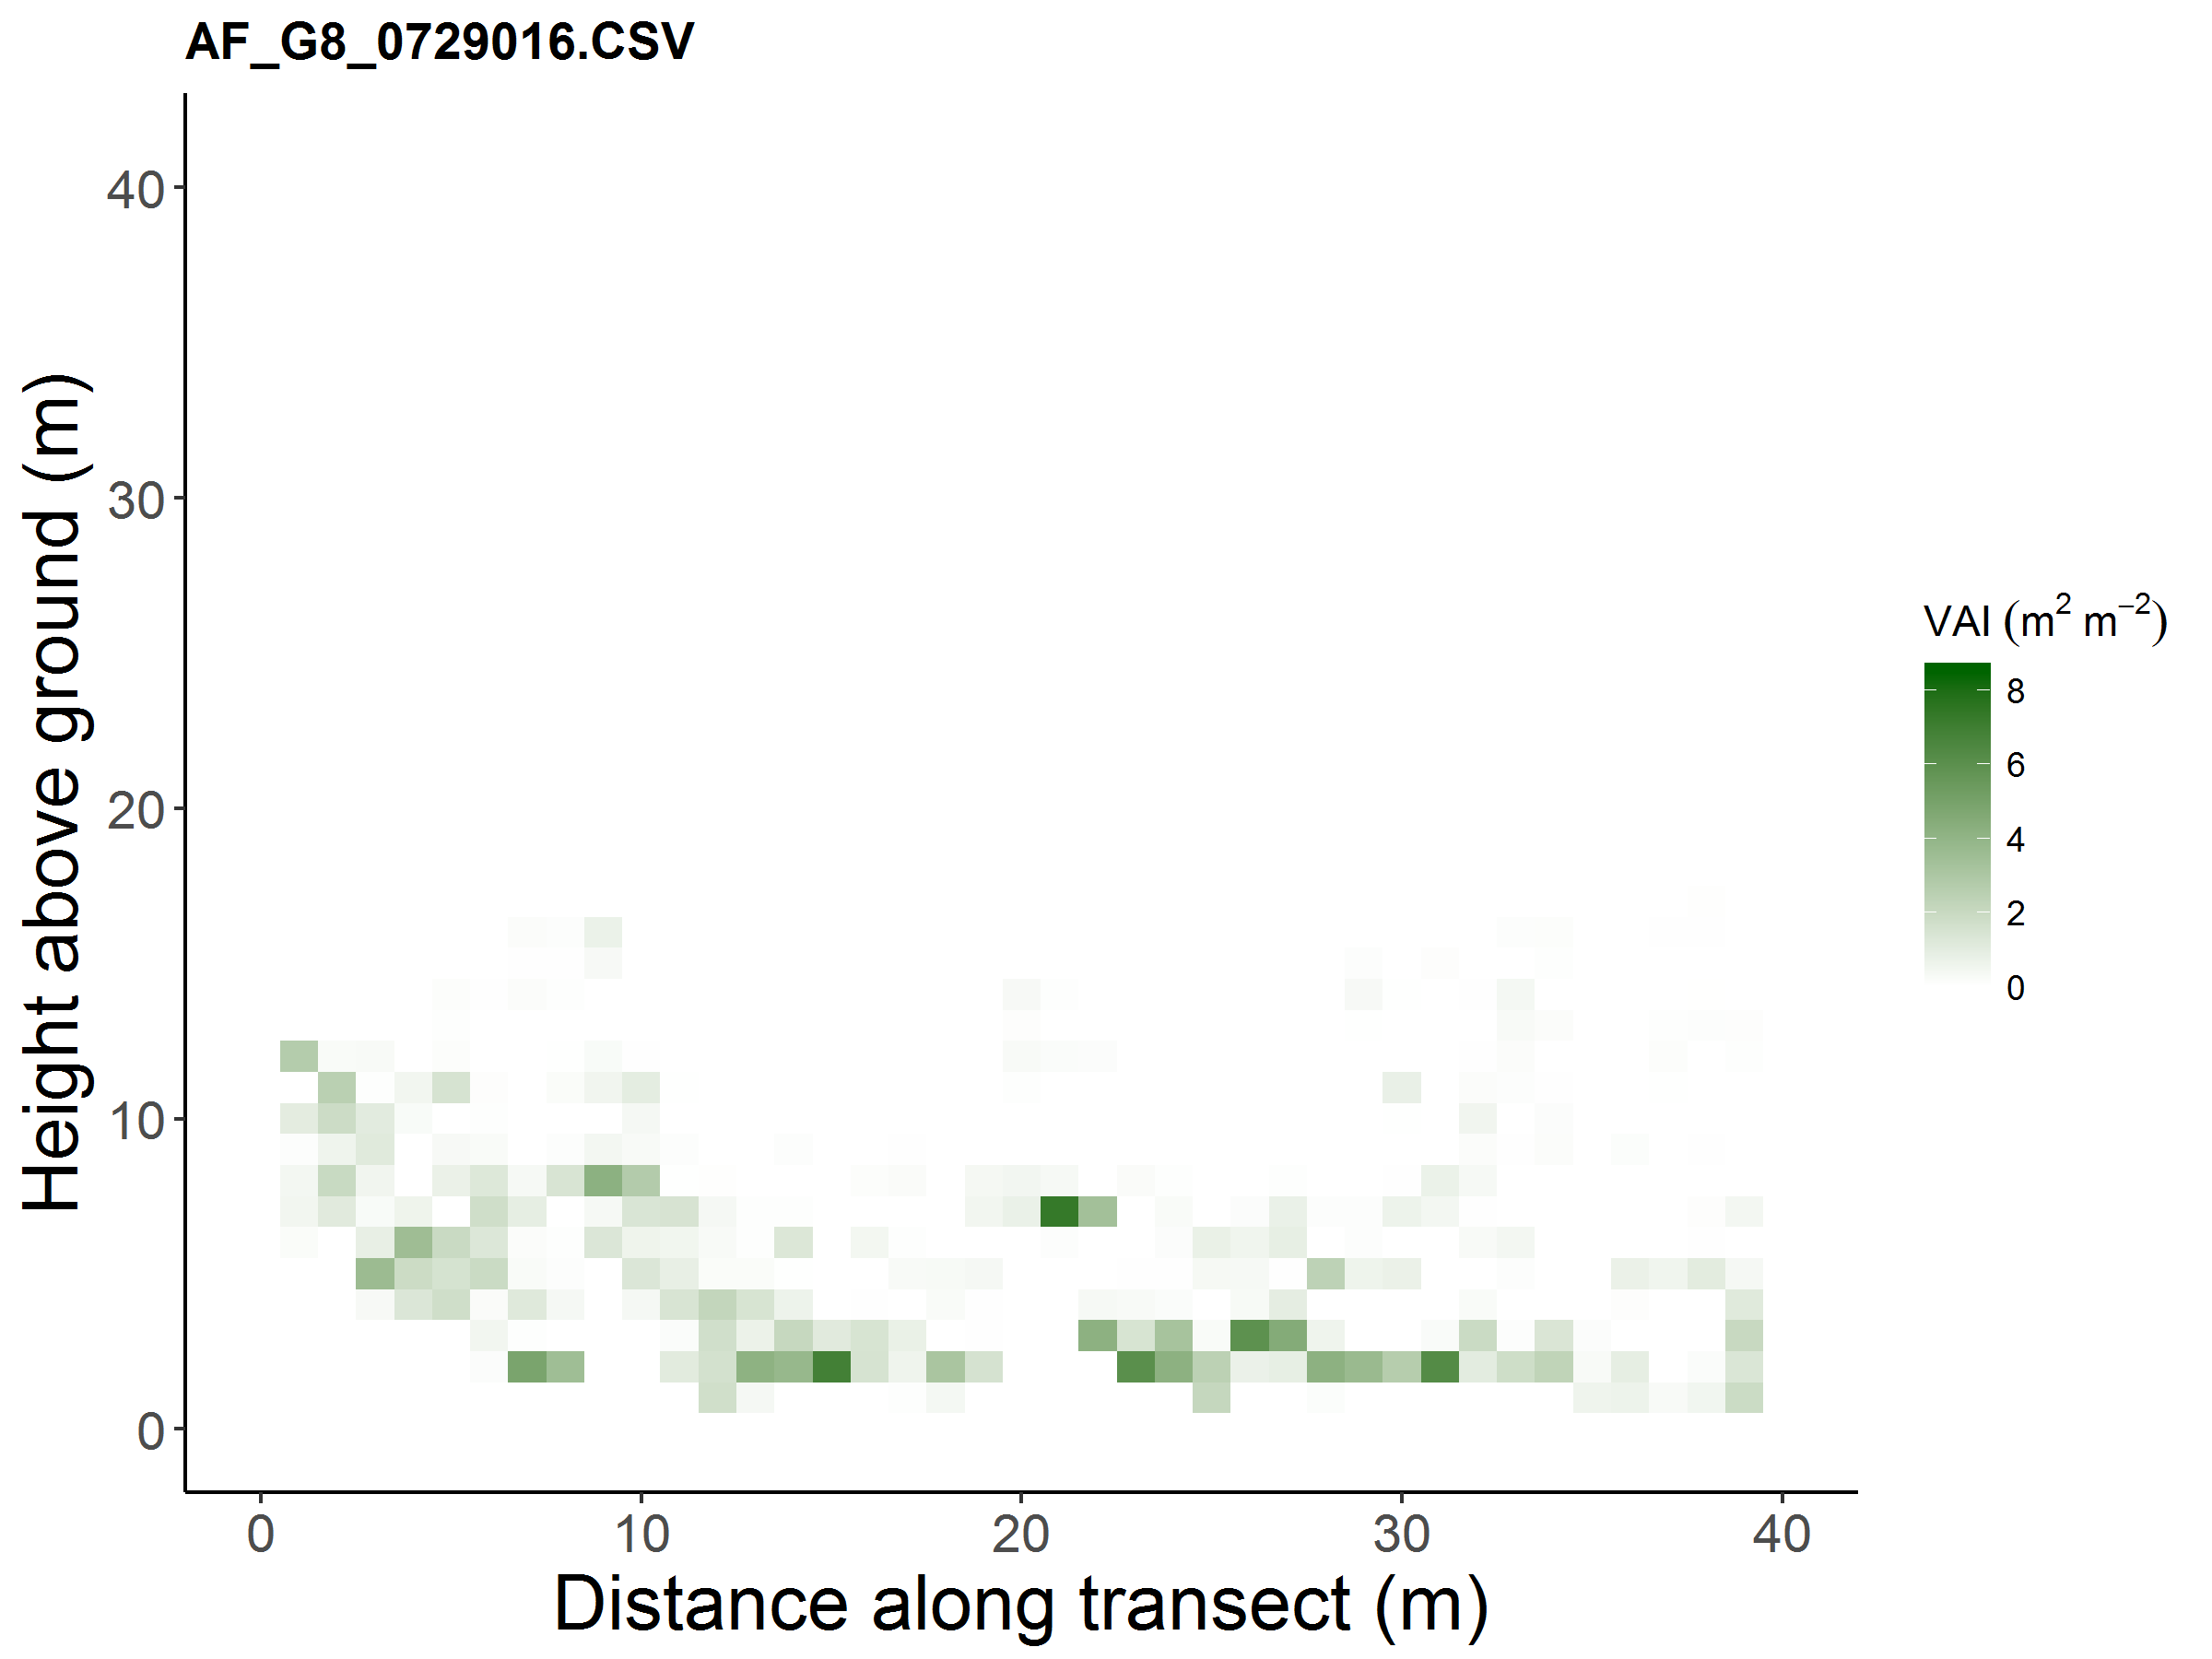 AF_G8_0729016.CSV
Height above ground (m)
40
30
20
10
0
0 10 20 30 40
Distance along transect (m)
VAI (m² m⁻²)
8
6
4
2
0